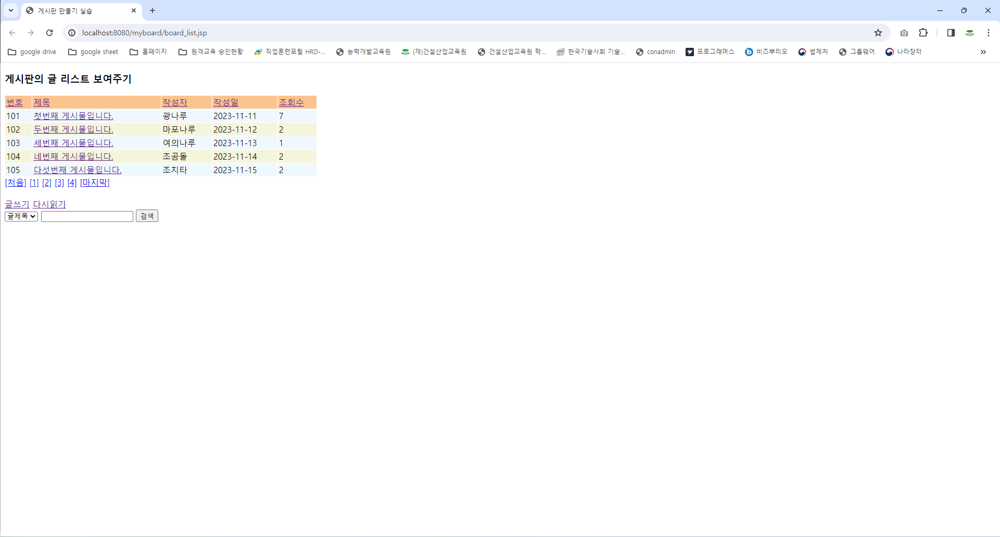 게시판 만들기 실습
localhost:8080/myboard/board_list.jsp
google drive google sheet 홈페이지 원격교육 승인현황 직업훈련포털 HRD-... 능력개발교육원 (재)건설산업교육원 건설산업교육원 학... 한국기술사회 기술... conadmin 프로그래머스 비즈뿌리오 법제처 그룹웨어 나라장터
게시판의 글 리스트 보여주기
번호 제목 작성자 작성일 조회수
101 첫번째 게시물입니다. 광나루 2023-11-11 7
102 두번째 게시물입니다. 마포나루 2023-11-12 2
103 세번째 게시물입니다. 여의나루 2023-11-13 1
104 네번째 게시물입니다. 조곰돌 2023-11-14 2
105 다섯번째 게시물입니다. 조치타 2023-11-15 2
[처음] [1] [2] [3] [4] [마지막]
글쓰기 다시읽기
글제목 검색